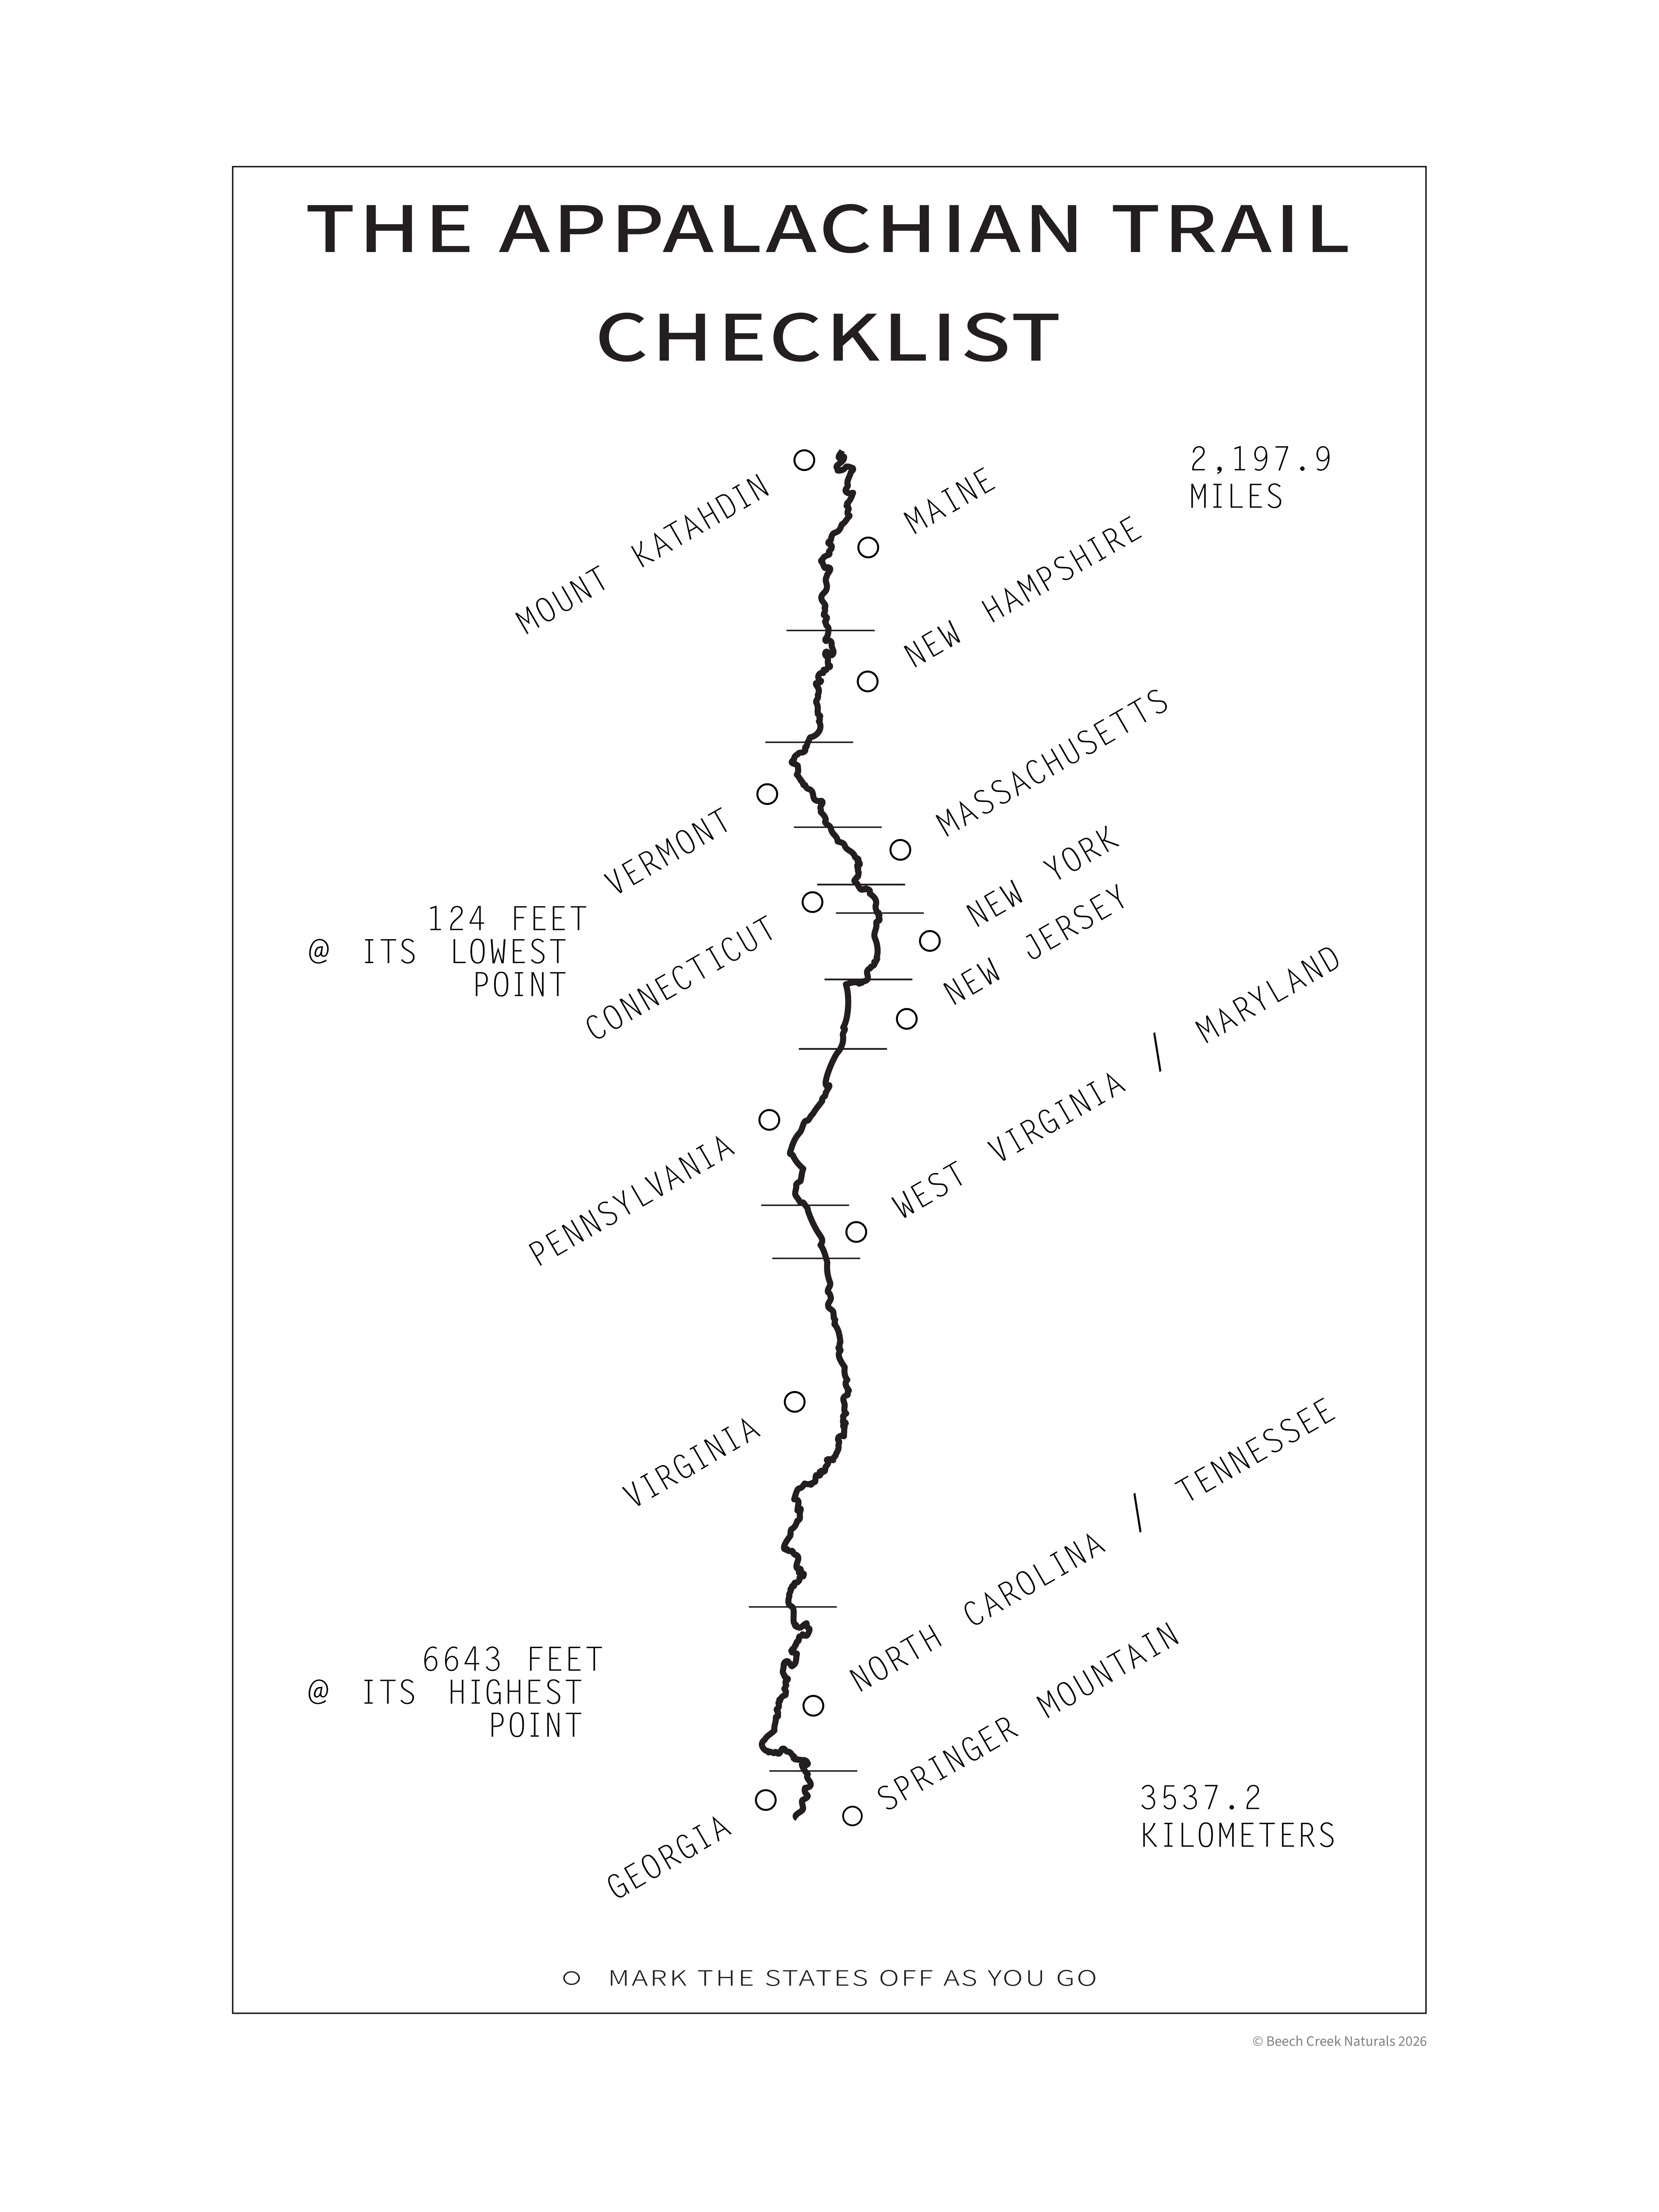 THE APPALACHIAN TRAIL
CHECKLIST
2,197.9
MILES
MOUNT KATAHDIN
MAINE
NEW HAMPSHIRE
VERMONT
MASSACHUSETTS
124 FEET
@ ITS LOWEST
POINT
CONNECTICUT
NEW YORK
NEW JERSEY
PENNSYLVANIA
WEST VIRGINIA / MARYLAND
VIRGINIA
NORTH CAROLINA / TENNESSEE
6643 FEET
@ ITS HIGHEST
POINT
SPRINGER MOUNTAIN
GEORGIA
3537.2
KILOMETERS
MARK THE STATES OFF AS YOU GO
© Beech Creek Naturals 2026